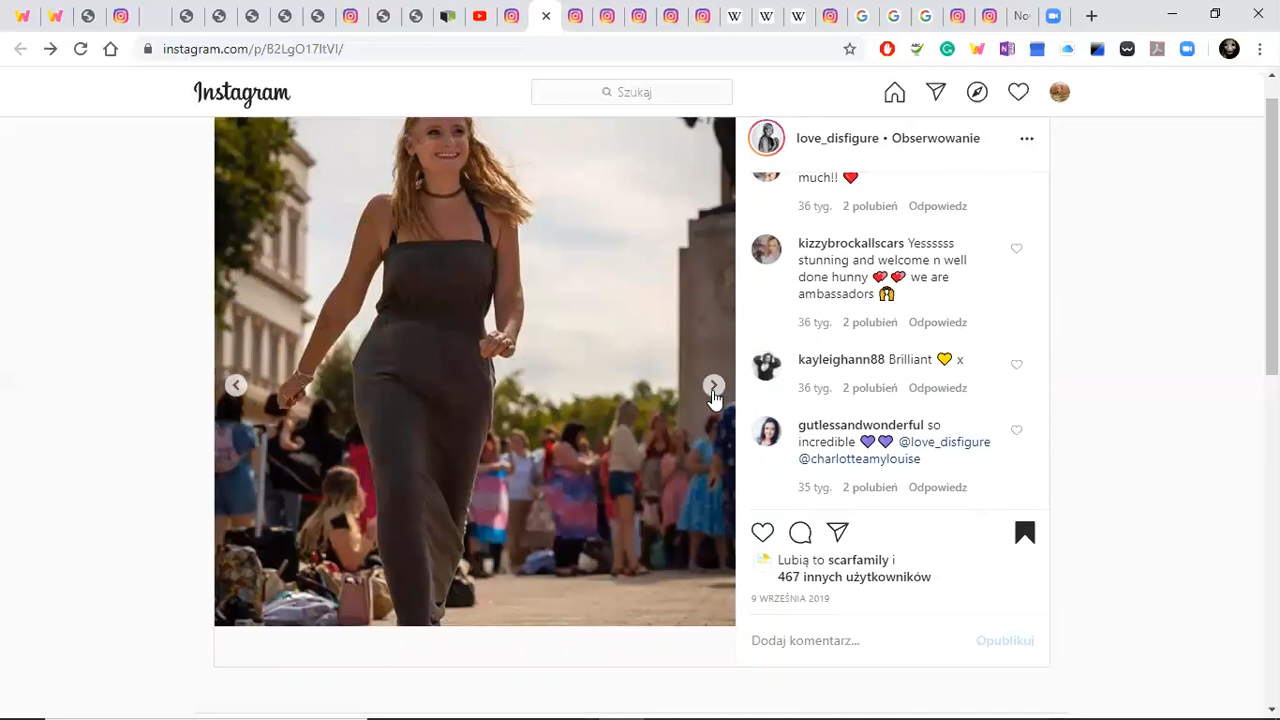 No
instagram.com/p/B2LgO17ItVI/
Instagram
Szukaj
love_disfigure • Obserwowanie
much!! ❤️
36 tyg. 2 polubień Odpowiedz
kizzybrockallscars Yessssss
stunning and welcome n well
done hunny 💕💕 we are
ambassadors 🙌
36 tyg. 2 polubień Odpowiedz
kayleighann88 Brilliant 💛 x
36 tyg. 2 polubień Odpowiedz
gutlessandwonderful so
incredible 💜💜 @love_disfigure
@charlotteamylouise
35 tyg. 2 polubień Odpowiedz
Lubią to scarfamily i
467 innych użytkowników
9 WRZEŚNIA 2019
Dodaj komentarz...
Opublikuj